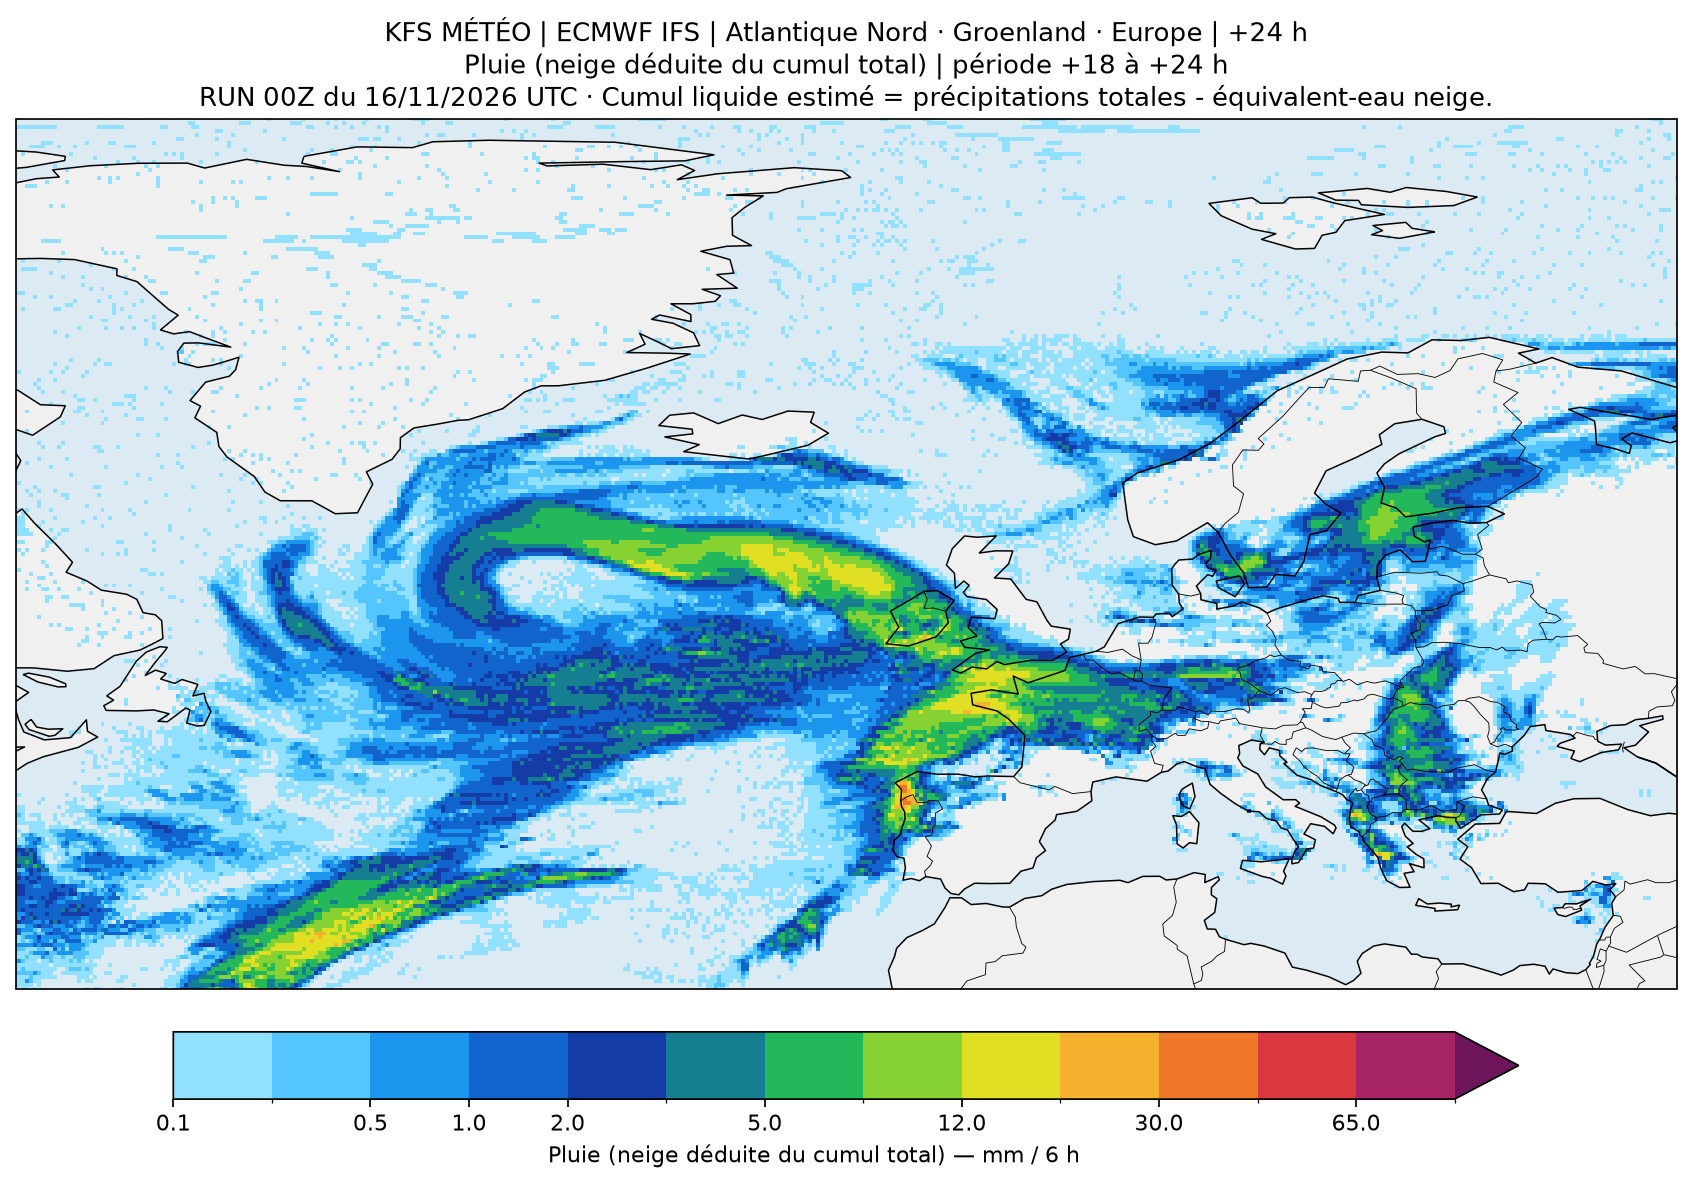 KFS MÉTÉO | ECMWF IFS | Atlantique Nord · Groenland · Europe | +24 h
Pluie (neige déduite du cumul total) | période +18 à +24 h
RUN 00Z du 16/11/2026 UTC · Cumul liquide estimé = précipitations totales - équivalent-eau neige.
0.1 0.5 1.0 2.0 5.0 12.0 30.0 65.0
Pluie (neige déduite du cumul total) — mm / 6 h